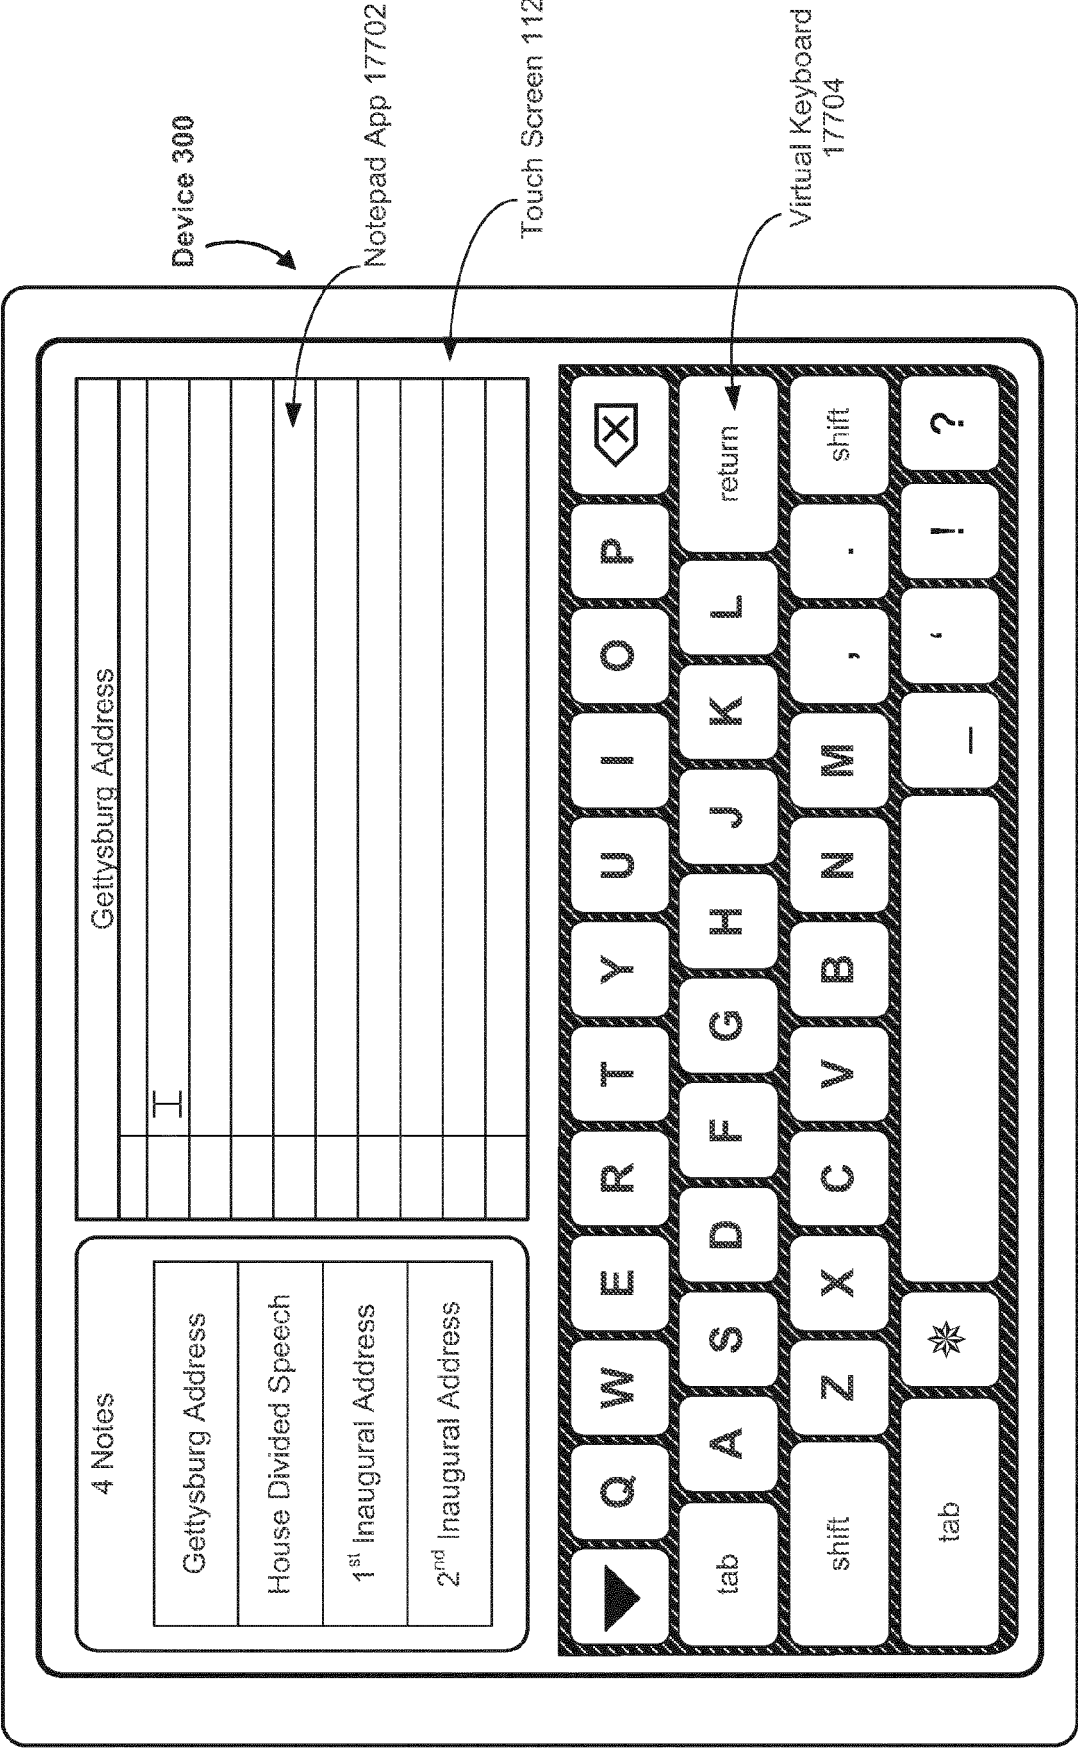 Device 300
Notepad App 17702
Touch Screen 112
Virtual Keyboard
17704
4 Notes
Gettysburg Address
Gettysburg Address
House Divided Speech
1st Inaugural Address
2nd Inaugural Address
Q W E R T Y U I O P
tab A S D F G H J K L return
shift Z X C V B N M , . shift
tab _ ‘ ! ?